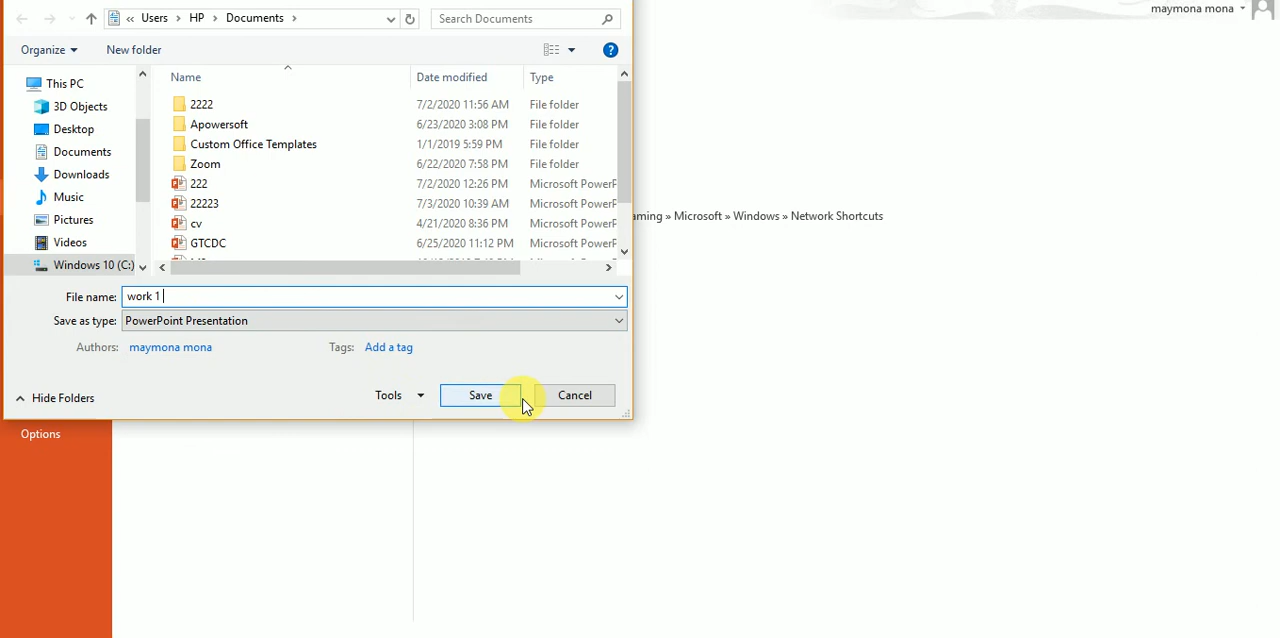 « Users > HP > Documents >
Search Documents
maymona mona
Organize
New folder
?
This PC
3D Objects
Desktop
Documents
Downloads
Music
Pictures
Videos
Windows 10 (C:)
Name Date modified Type
2222 7/2/2020 11:56 AM File folder
Apowersoft 6/23/2020 3:08 PM File folder
Custom Office Templates 1/1/2019 5:59 PM File folder
Zoom 6/22/2020 7:58 PM File folder
222 7/2/2020 12:26 PM Microsoft PowerP
22223 7/3/2020 10:39 AM Microsoft PowerP
cv 4/21/2020 8:36 PM Microsoft PowerP
GTCDC 6/25/2020 11:12 PM Microsoft PowerP
aming » Microsoft » Windows » Network Shortcuts
File name: work 1
Save as type: PowerPoint Presentation
Authors: maymona mona Tags: Add a tag
Hide Folders
Tools Save Cancel
Options